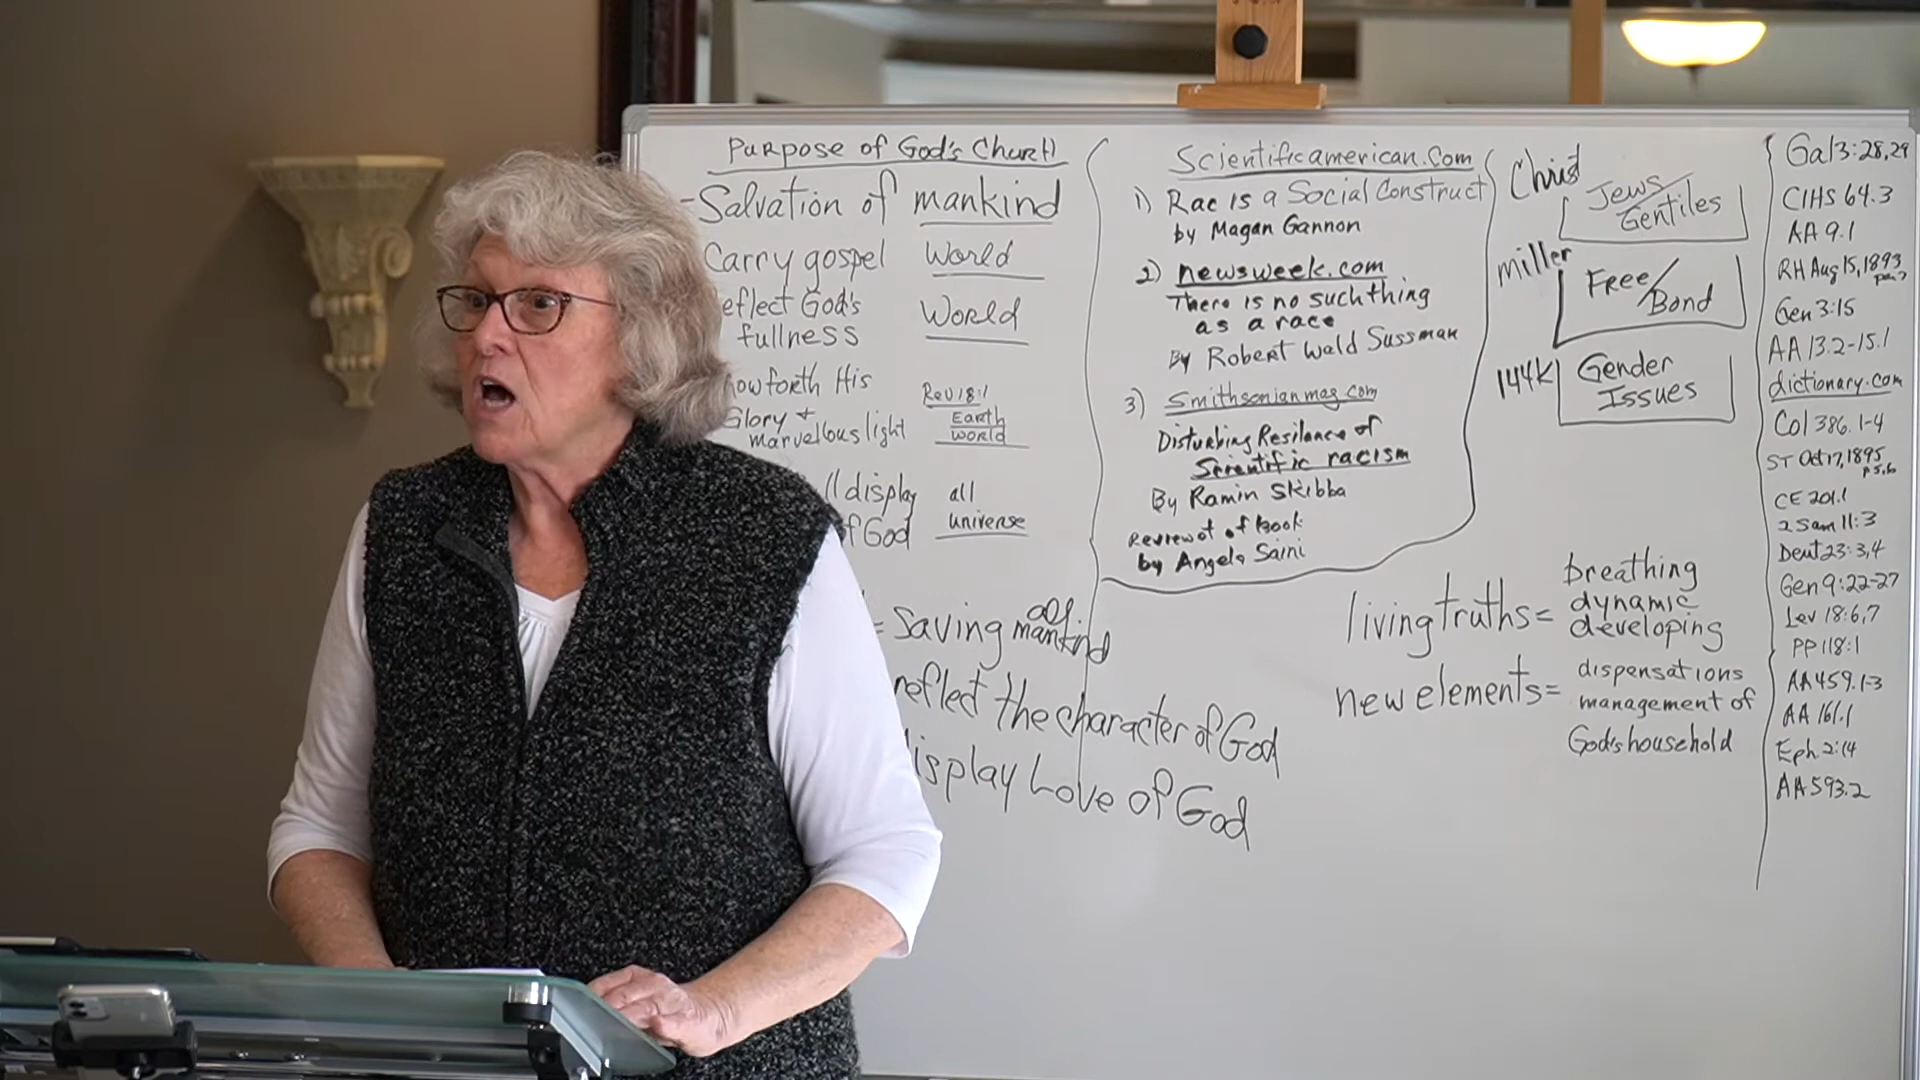 Purpose of God's Church
- Salvation of mankind
Carry gospel World
eflect God's World
fullness
ow forth His Rev 18:1
Glory + Earth
marvellous light World
ll display all
of God universe
= Saving all mankind
reflect the character of God
isplay Love of God
Scientificamerican.com
1) Rac is a Social Construct
by Magan Gannon
2) newsweek.com
There is no such thing
as a race
By Robert Wald Sussman
3) Smithsonianmag.com
Disturbing Resilance of
Scientific racism
By Ramin Skibba
of book
by Angela Saini
Christ Jews/
Gentiles
Miller Free/
Bond
144K Gender
Issues
living truths = breathing
dynamic
developing
new elements = dispensations
management of
God's household
Gal 3:28,29
CIHS 64.3
AA 9.1
RH Aug 15, 1893
Gen 3:15
AA 13.2-15.1
dictionary.com
Col 386.1-4
ST Oct 17, 1895
p 5,6
CE 201.1
2 Sam 11:3
Deut 23:3,4
Gen 9:22-27
Lev 18:6,7
PP 118:1
AA 459.1-3
AA 161.1
Eph 2:14
AA 593.2